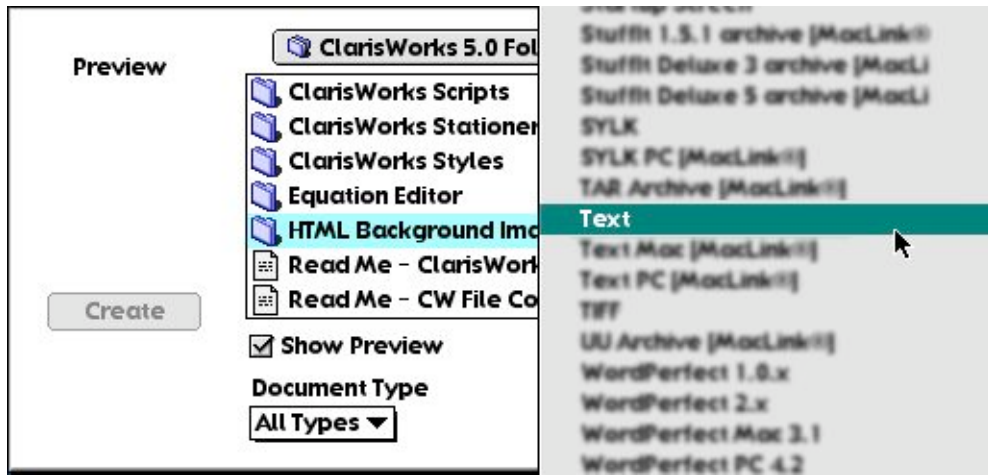 Preview
ClarisWorks 5.0 Fol
ClarisWorks Scripts
ClarisWorks Stationer
ClarisWorks Styles
Equation Editor
HTML Background Ima
Read Me - ClarisWork
Read Me - CW File Co
Create
Show Preview
Document Type
All Types
Startup Screen
StuffIt 1.5.1 archive [MacLink®
StuffIt Deluxe 3 archive [MacLi
StuffIt Deluxe 5 archive [MacLi
SYLK
SYLK PC [MacLink®]
TAR Archive [MacLink®]
Text
Text Mac [MacLink®]
Text PC [MacLink®]
TIFF
UU Archive [MacLink®]
WordPerfect 1.0.x
WordPerfect 2.x
WordPerfect Mac 3.1
WordPerfect PC 4.2